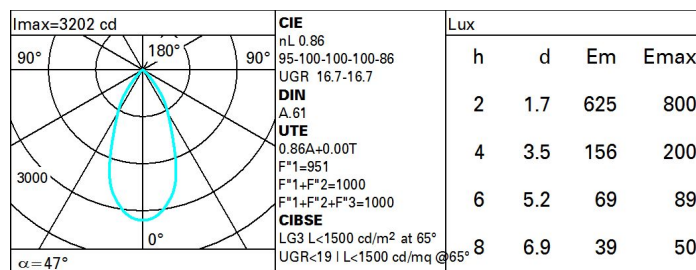 Imax=3202 cd
90° 180° 90°
3000
0°
α=47°
CIE
nL 0.86
95-100-100-100-86
UGR 16.7-16.7
DIN
A.61
UTE
0.86A+0.00T
F"1=951
F"1+F"2=1000
F"1+F"2+F"3=1000
CIBSE
LG3 L<1500 cd/m² at 65°
UGR<19 | L<1500 cd/mq @65°
Lux
h d Em Emax
2 1.7 625 800
4 3.5 156 200
6 5.2 69 89
8 6.9 39 50